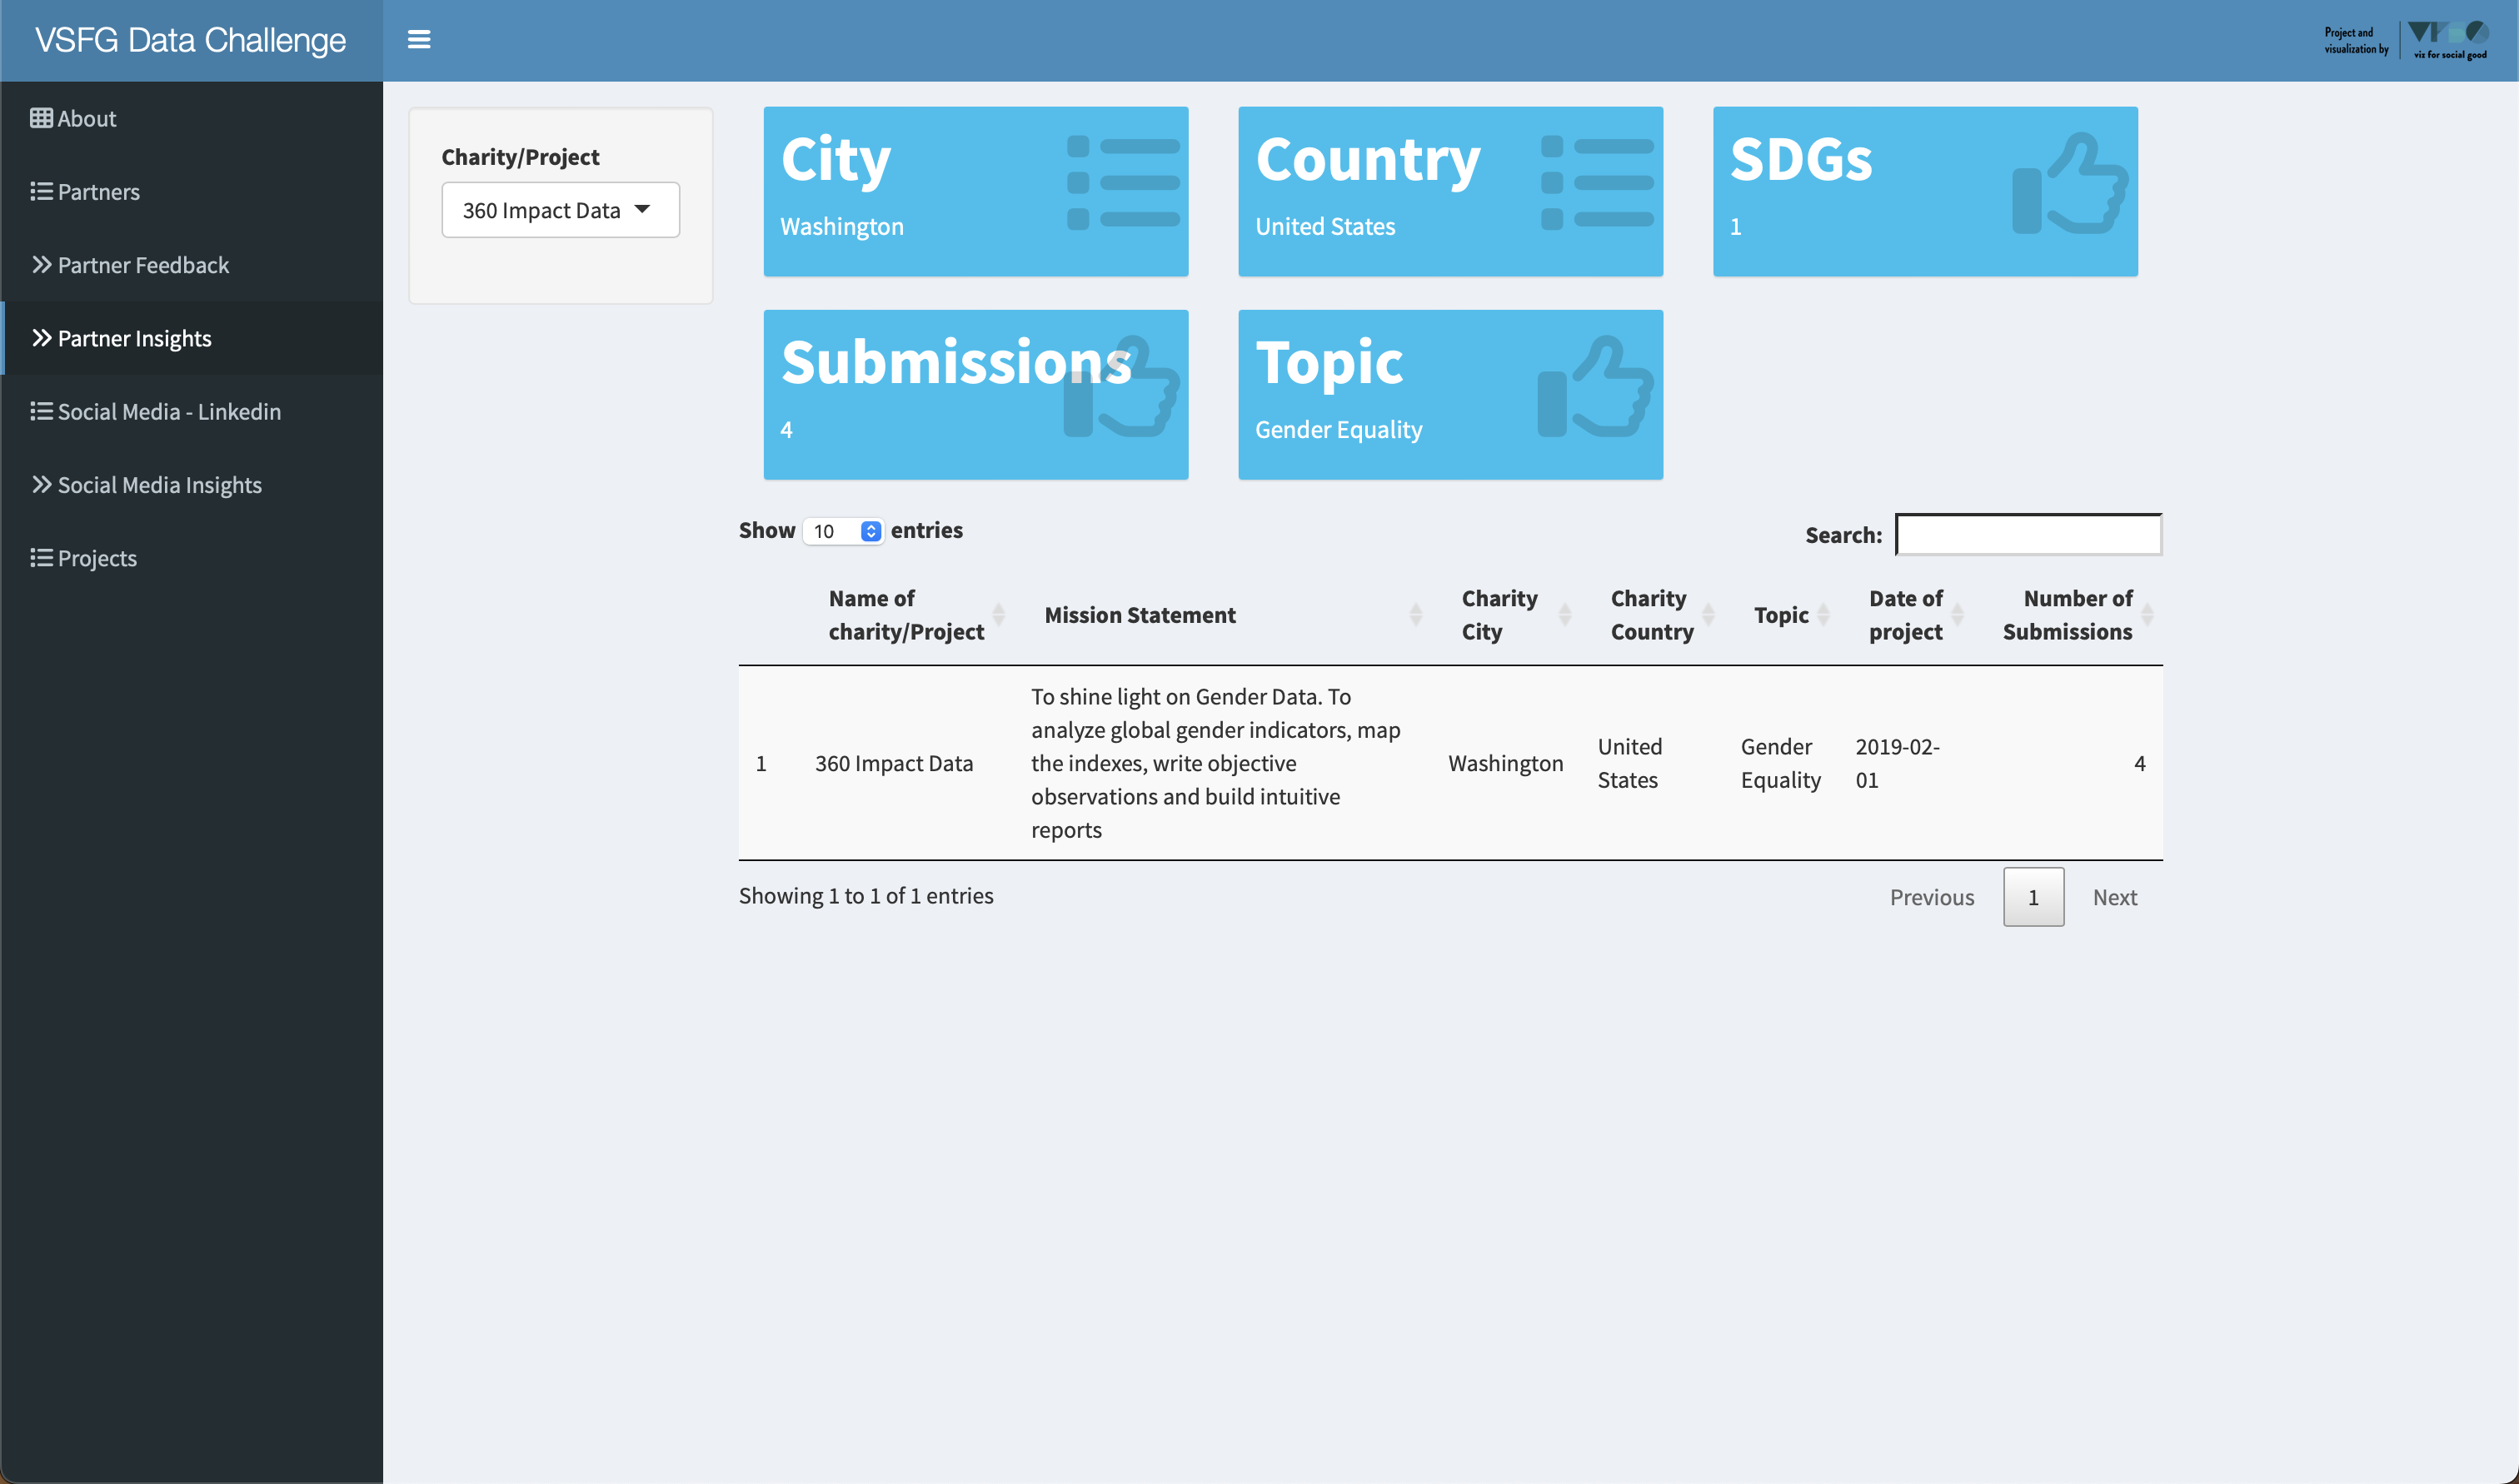 VSFG Data Challenge
Project and
visualization by
viz for social good
About
Partners
Partner Feedback
Partner Insights
Social Media - Linkedin
Social Media Insights
Projects
Charity/Project
360 Impact Data
City
Washington
Country
United States
SDGs
1
Submissions
4
Topic
Gender Equality
Show 10 entries
Search:
Name of
charity/Project
Mission Statement
Charity
City
Charity
Country
Topic
Date of
project
Number of
Submissions
1
360 Impact Data
To shine light on Gender Data. To
analyze global gender indicators, map
the indexes, write objective
observations and build intuitive
reports
Washington
United
States
Gender
Equality
2019-02-
01
4
Showing 1 to 1 of 1 entries
Previous 1 Next